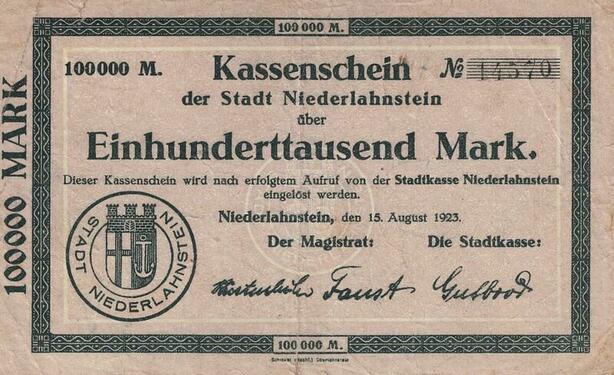 100000 M.
100000 M.
Kassenschein
№ 14570
der Stadt Niederlahnstein
über
Einhunderttausend Mark.
Dieser Kassenschein wird nach erfolgtem Aufruf von der Stadtkasse Niederlahnstein
eingelöst werden.
Niederlahnstein, den 15. August 1923.
Der Magistrat:
Die Stadtkasse:
Faust
STADT NIEDERLAHNSTEIN
100000 MARK
100 000 M.